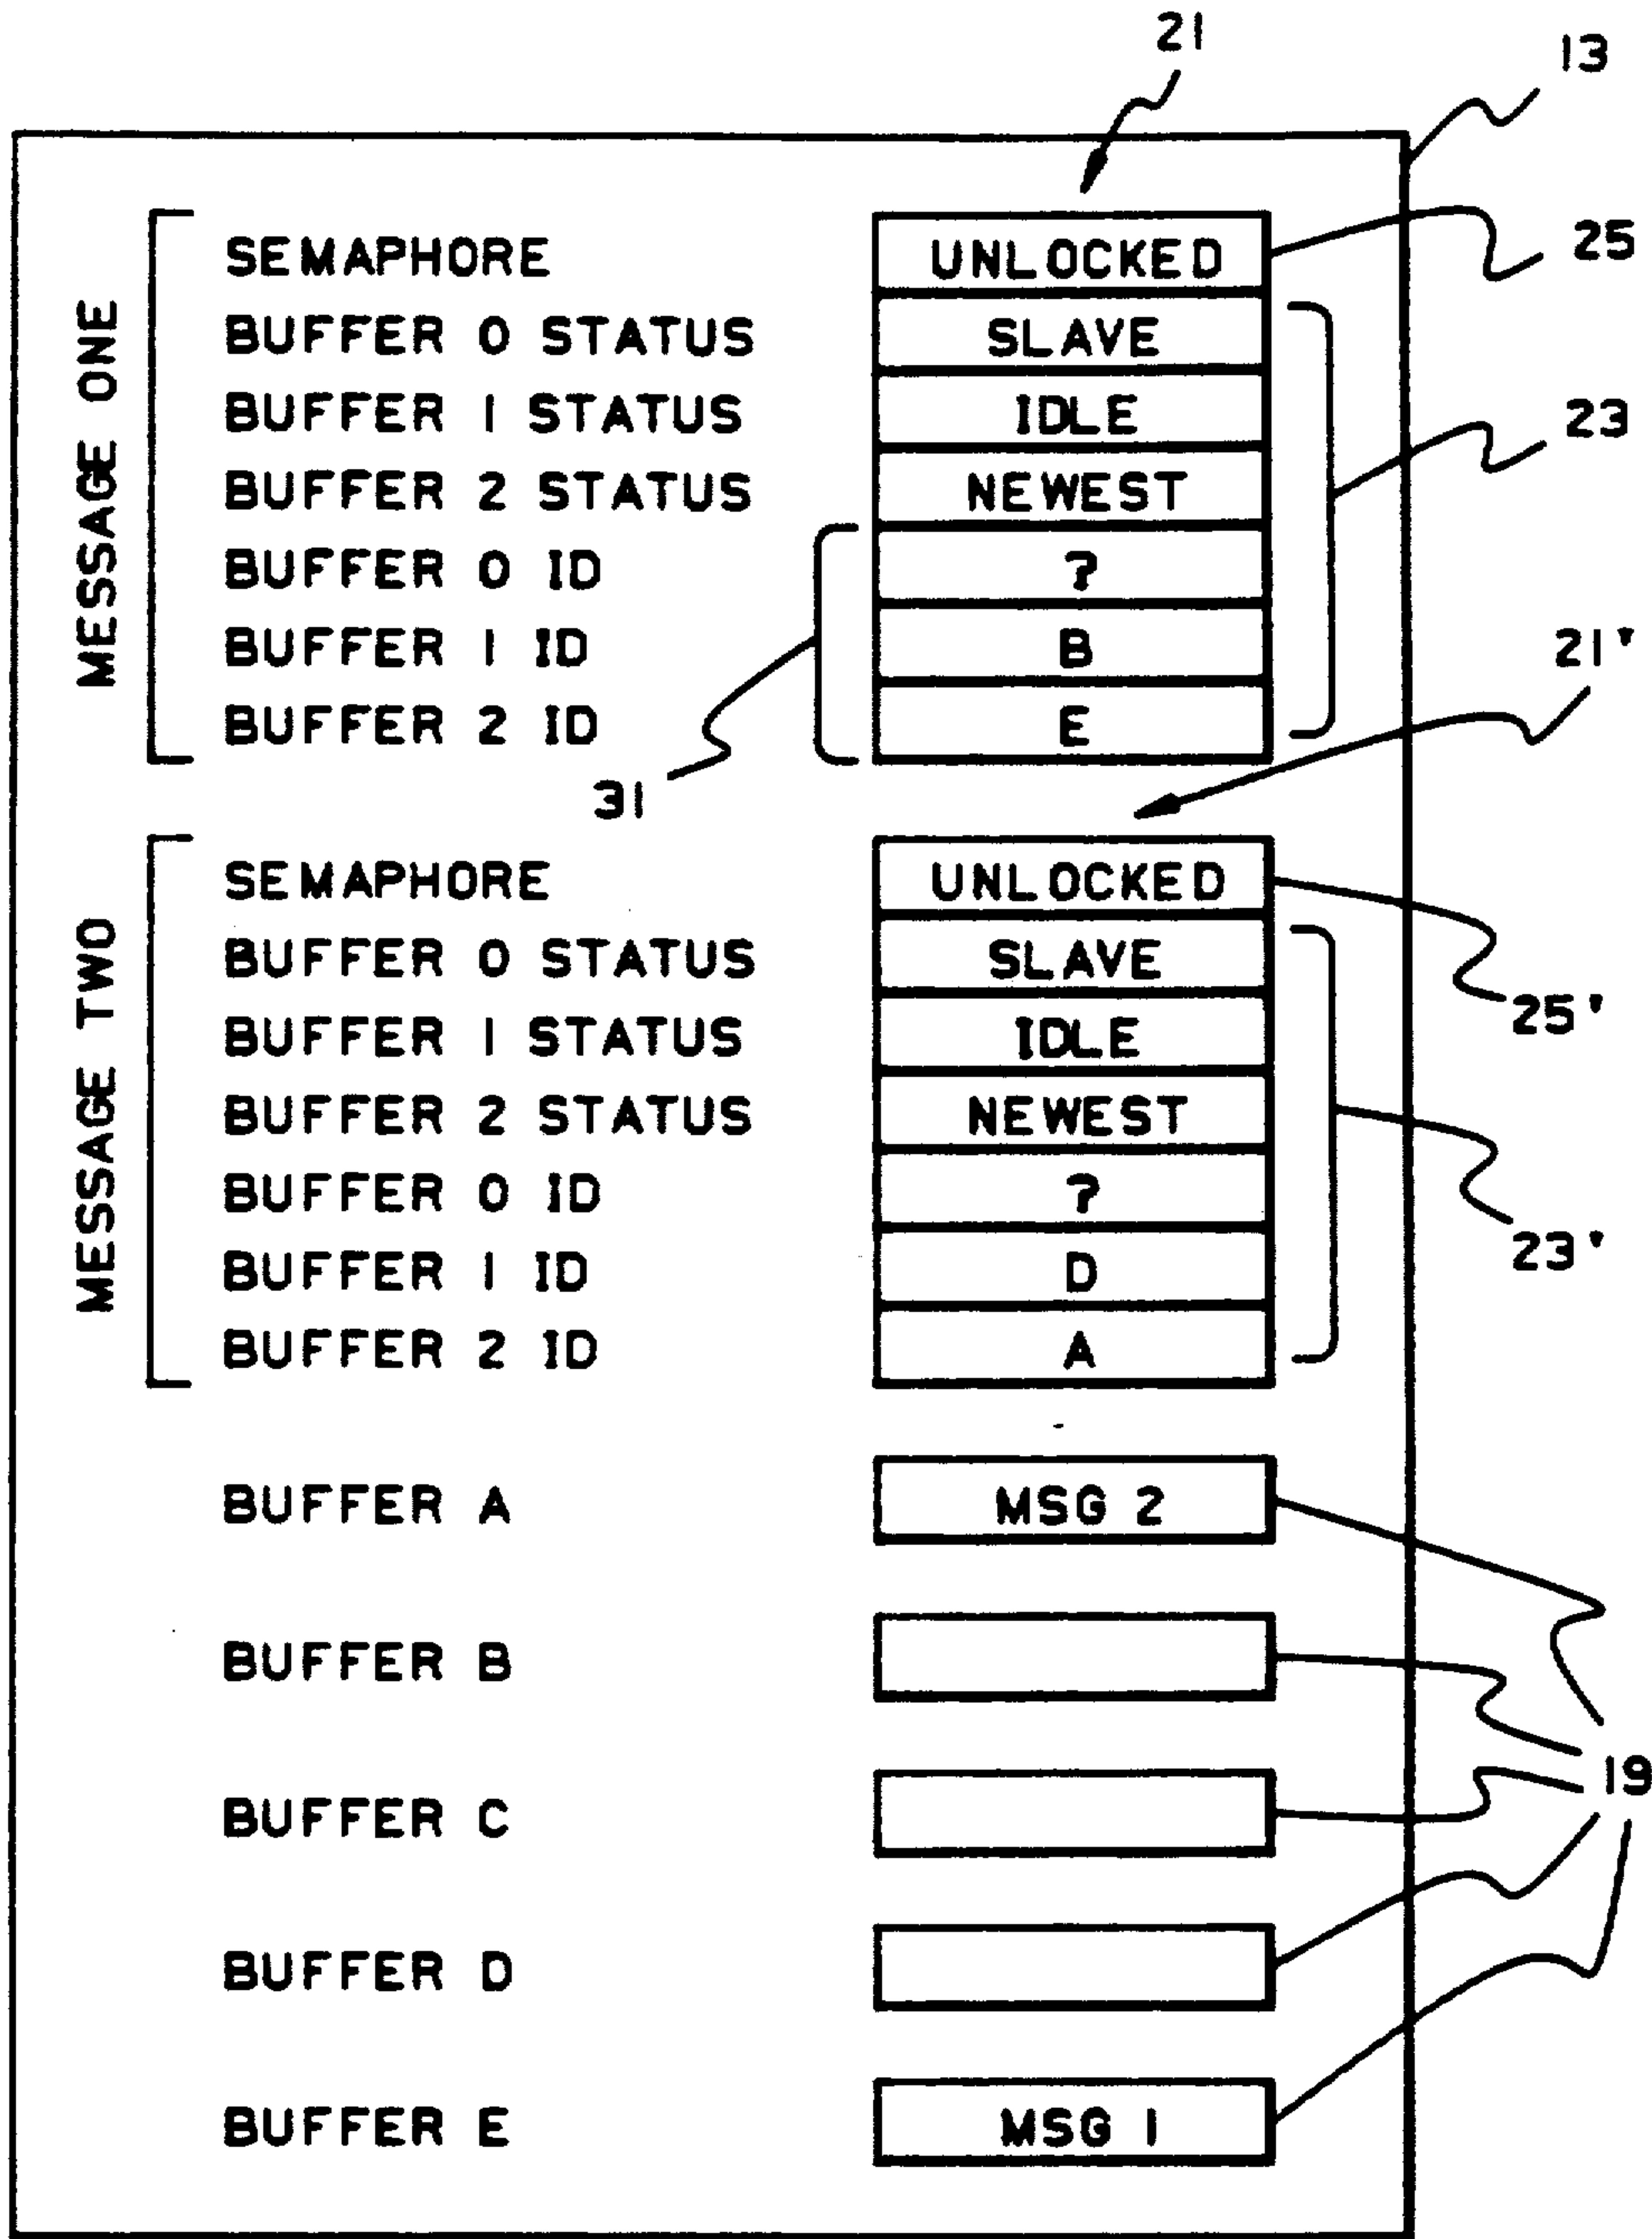 21
13
MESSAGE ONE
SEMAPHORE UNLOCKED
25
BUFFER 0 STATUS SLAVE
BUFFER 1 STATUS IDLE
23
BUFFER 2 STATUS NEWEST
BUFFER 0 ID ?
BUFFER 1 ID B
21'
BUFFER 2 ID E
31
MESSAGE TWO
SEMAPHORE UNLOCKED
BUFFER 0 STATUS SLAVE
25'
BUFFER 1 STATUS IDLE
BUFFER 2 STATUS NEWEST
BUFFER 0 ID ?
23'
BUFFER 1 ID D
BUFFER 2 ID A
BUFFER A MSG 2
BUFFER B
19
BUFFER C
BUFFER D
BUFFER E MSG 1